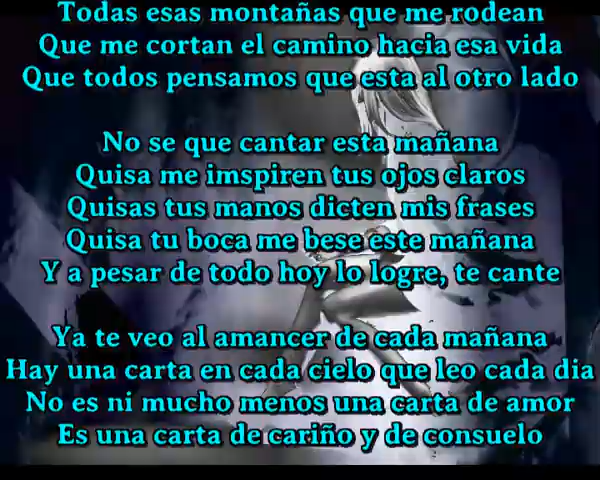 Todas esas montañas que me rodean
Que me cortan el camino hacia esa vida
Que todos pensamos que esta al otro lado
No se que cantar esta mañana
Quisa me imspiren tus ojos claros
Quisas tus manos dicten mis frases
Quisa tu boca me bese este mañana
Y a pesar de todo hoy lo logre, te cante
Ya te veo al amancer de cada mañana
Hay una carta en cada cielo que leo cada dia
No es ni mucho menos una carta de amor
Es una carta de cariño y de consuelo